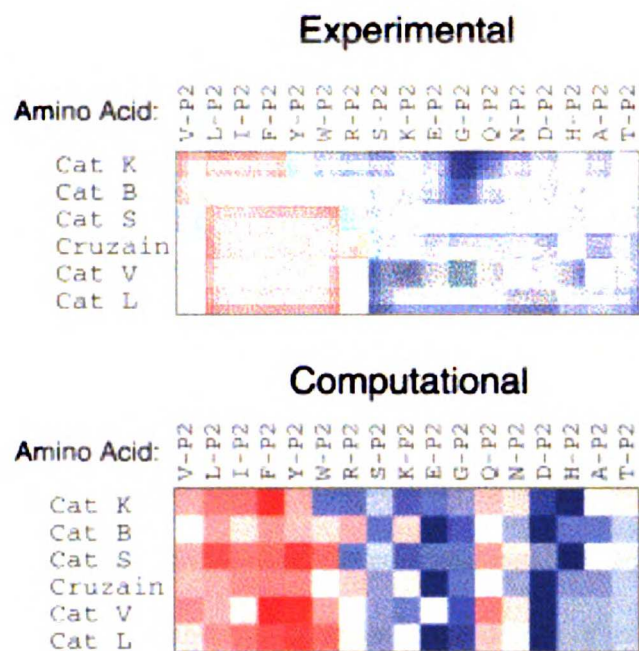 Experimental
Amino Acid: V-P2 L-P2 I-P2 F-P2 Y-P2 W-P2 R-P2 S-P2 K-P2 E-P2 G-P2 Q-P2 N-P2 D-P2 H-P2 A-P2 T-P2
Cat K
Cat B
Cat S
Cruzain
Cat V
Cat L
Computational
Amino Acid: V-P2 L-P2 I-P2 F-P2 Y-P2 W-P2 R-P2 S-P2 K-P2 E-P2 G-P2 Q-P2 N-P2 D-P2 H-P2 A-P2 T-P2
Cat K
Cat B
Cat S
Cruzain
Cat V
Cat L